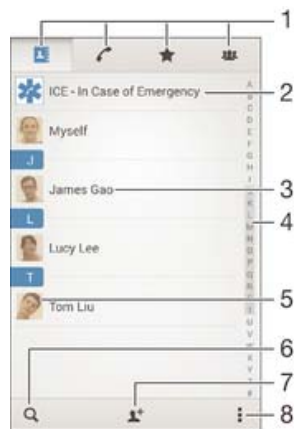 1
ICE - In Case of Emergency
2
Myself
J
James Gao
3
L
4
Lucy Lee
T
5
Tom Liu
A
B
C
D
E
F
G
H
I
K
L
M
N
O
P
Q
R
S
T
U
V
W
Y
Z
#
6
7
8